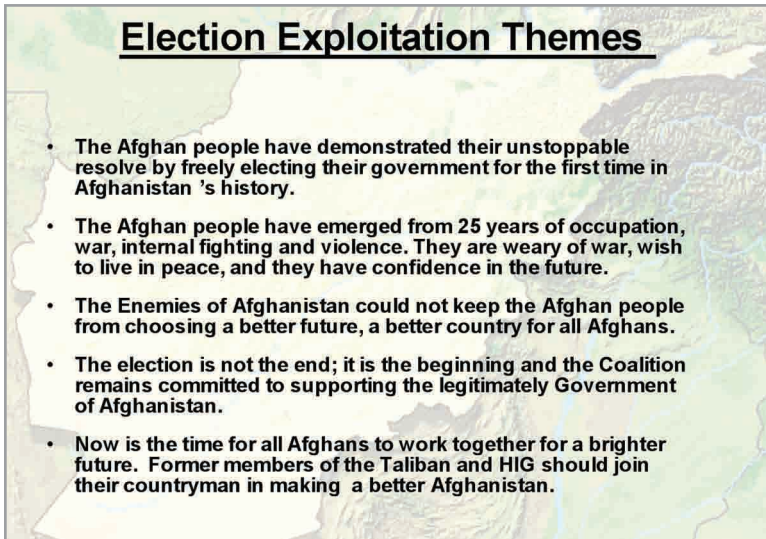 Election Exploitation Themes
• The Afghan people have demonstrated their unstoppable
resolve by freely electing their government for the first time in
Afghanistan ’s history.
• The Afghan people have emerged from 25 years of occupation,
war, internal fighting and violence. They are weary of war, wish
to live in peace, and they have confidence in the future.
• The Enemies of Afghanistan could not keep the Afghan people
from choosing a better future, a better country for all Afghans.
• The election is not the end; it is the beginning and the Coalition
remains committed to supporting the legitimately Government
of Afghanistan.
• Now is the time for all Afghans to work together for a brighter
future. Former members of the Taliban and HIG should join
their countryman in making a better Afghanistan.